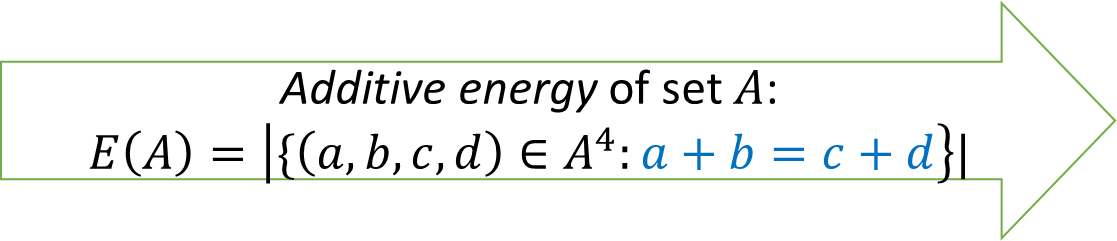 Additive energy of set A:
E(A) = |{(a, b, c, d) ∈ A⁴: a + b = c + d}|